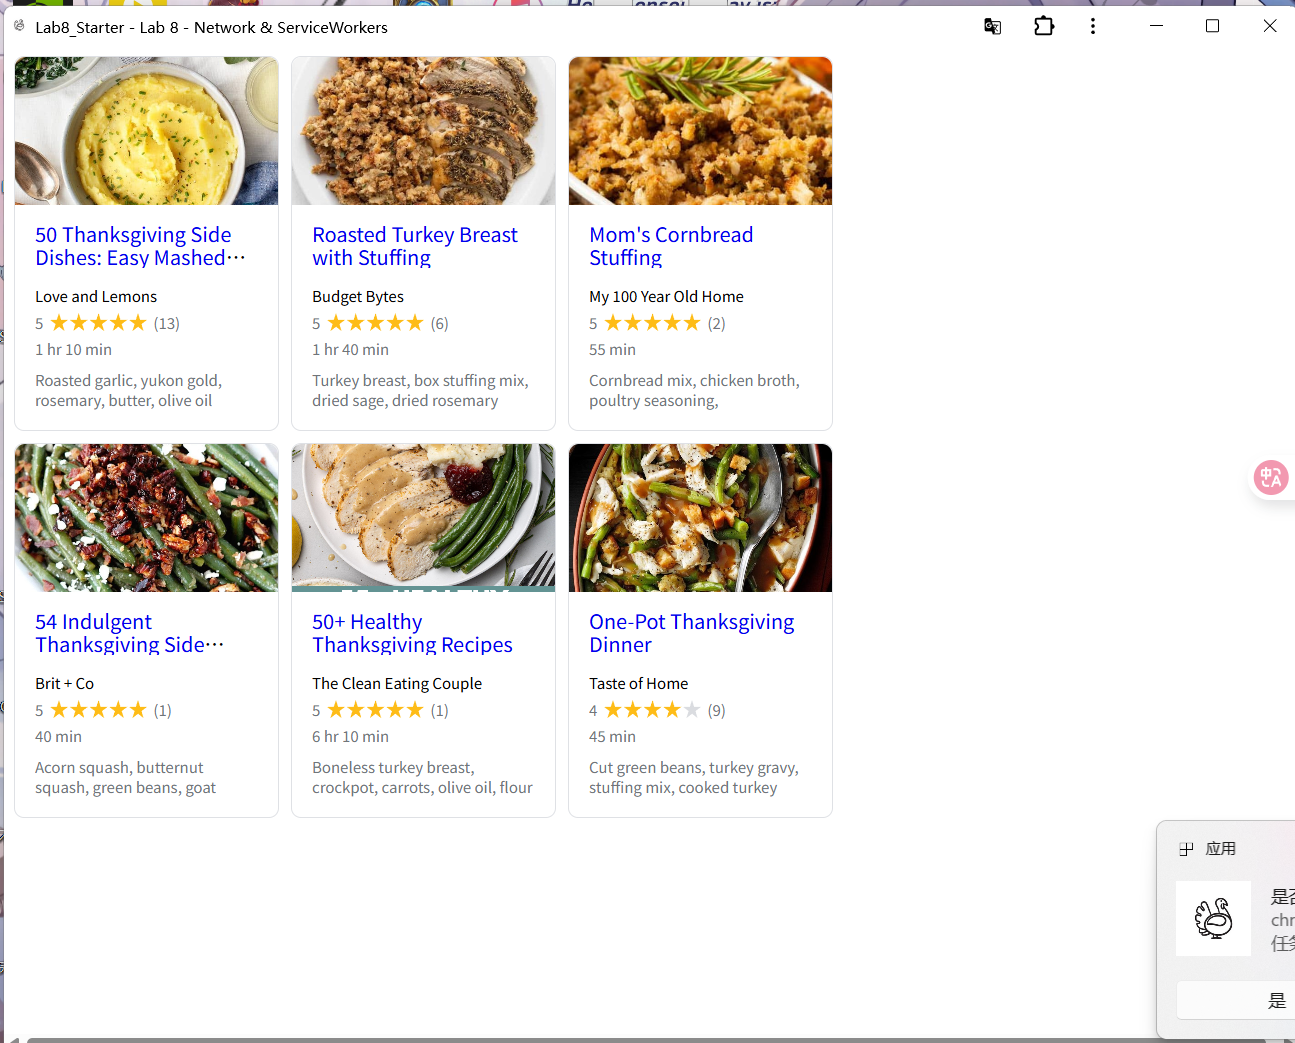 Lab8_Starter - Lab 8 - Network & ServiceWorkers
50 Thanksgiving Side
Dishes: Easy Mashed…
Love and Lemons
5 ★★★★★ (13)
1 hr 10 min
Roasted garlic, yukon gold,
rosemary, butter, olive oil
Roasted Turkey Breast
with Stuffing
Budget Bytes
5 ★★★★★ (6)
1 hr 40 min
Turkey breast, box stuffing mix,
dried sage, dried rosemary
Mom's Cornbread
Stuffing
My 100 Year Old Home
5 ★★★★★ (2)
55 min
Cornbread mix, chicken broth,
poultry seasoning,
54 Indulgent
Thanksgiving Side…
Brit + Co
5 ★★★★★ (1)
40 min
Acorn squash, butternut
squash, green beans, goat
50+ Healthy
Thanksgiving Recipes
The Clean Eating Couple
5 ★★★★★ (1)
6 hr 10 min
Boneless turkey breast,
crockpot, carrots, olive oil, flour
One-Pot Thanksgiving
Dinner
Taste of Home
4 ★★★★★ (9)
45 min
Cut green beans, turkey gravy,
stuffing mix, cooked turkey
中A
应用
是
chr
任
是